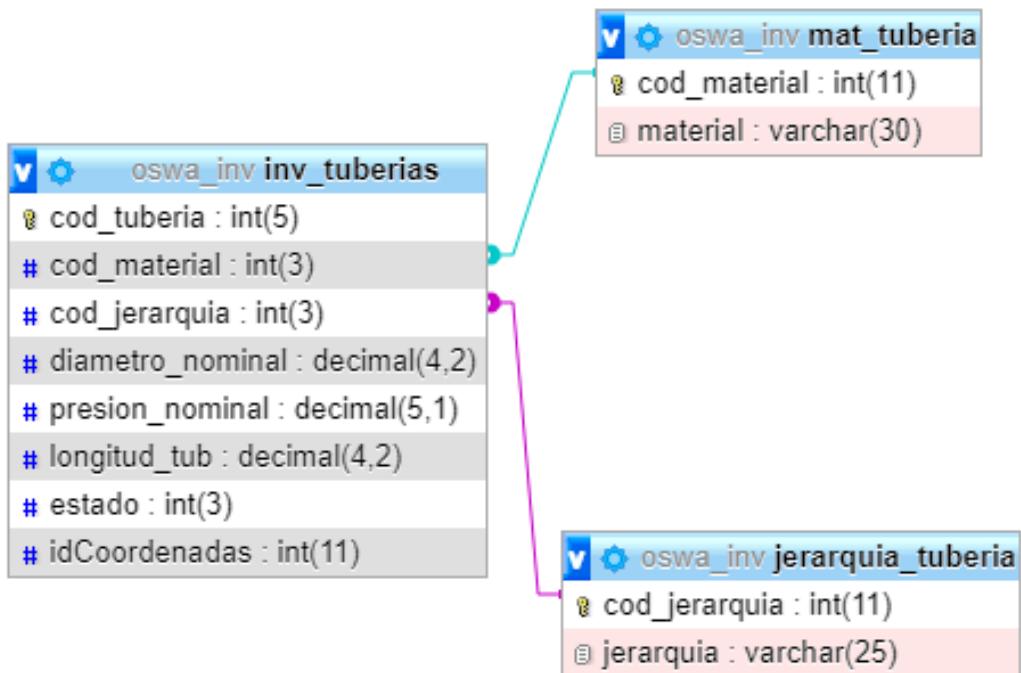 oswa_inv inv_tuberias
cod_tuberia : int(5)
# cod_material : int(3)
# cod_jerarquia : int(3)
# diametro_nominal : decimal(4,2)
# presion_nominal : decimal(5,1)
# longitud_tub : decimal(4,2)
# estado : int(3)
# idCoordenadas : int(11)
v oswa_inv mat_tuberia
cod_material : int(11)
material : varchar(30)
v oswa_inv jerarquia_tuberia
cod_jerarquia : int(11)
jerarquia : varchar(25)